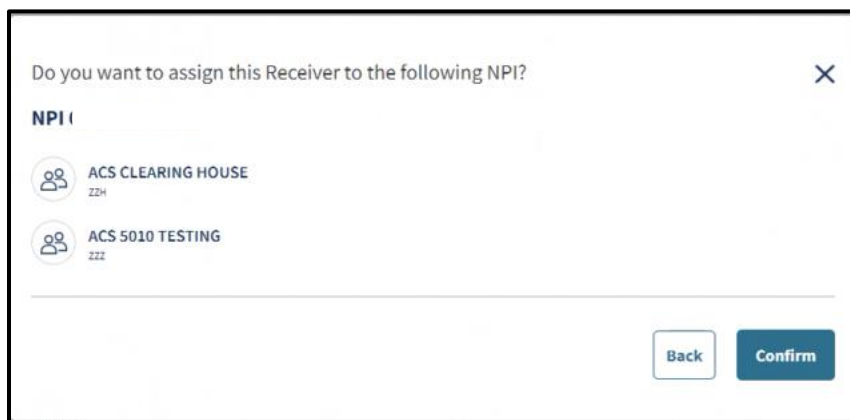 Do you want to assign this Receiver to the following NPI?
NPI
ACS CLEARING HOUSE
ZZH
ACS 5010 TESTING
ZZZ
Back
Confirm